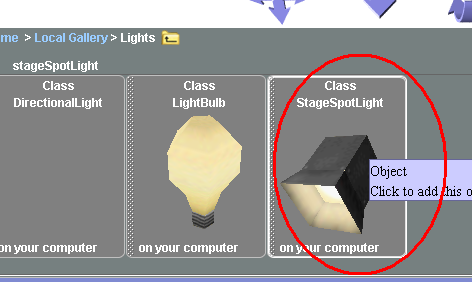 me > Local Gallery > Lights
stageSpotLight
Class
DirectionalLight
Class
LightBulb
Class
StageSpotLight
Object
Click to add this o
on your computer
on your computer
on your computer